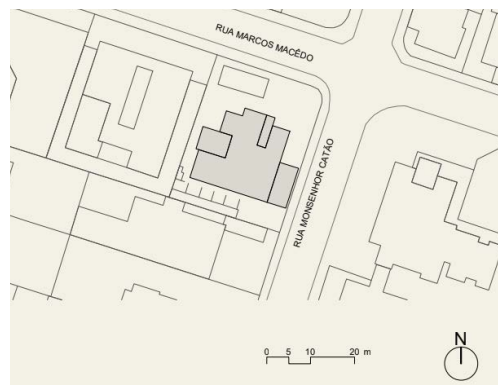 RUA MARCOS MACÊDO
RUA MONSENHOR CATÃO
N
0 5 10 20 m